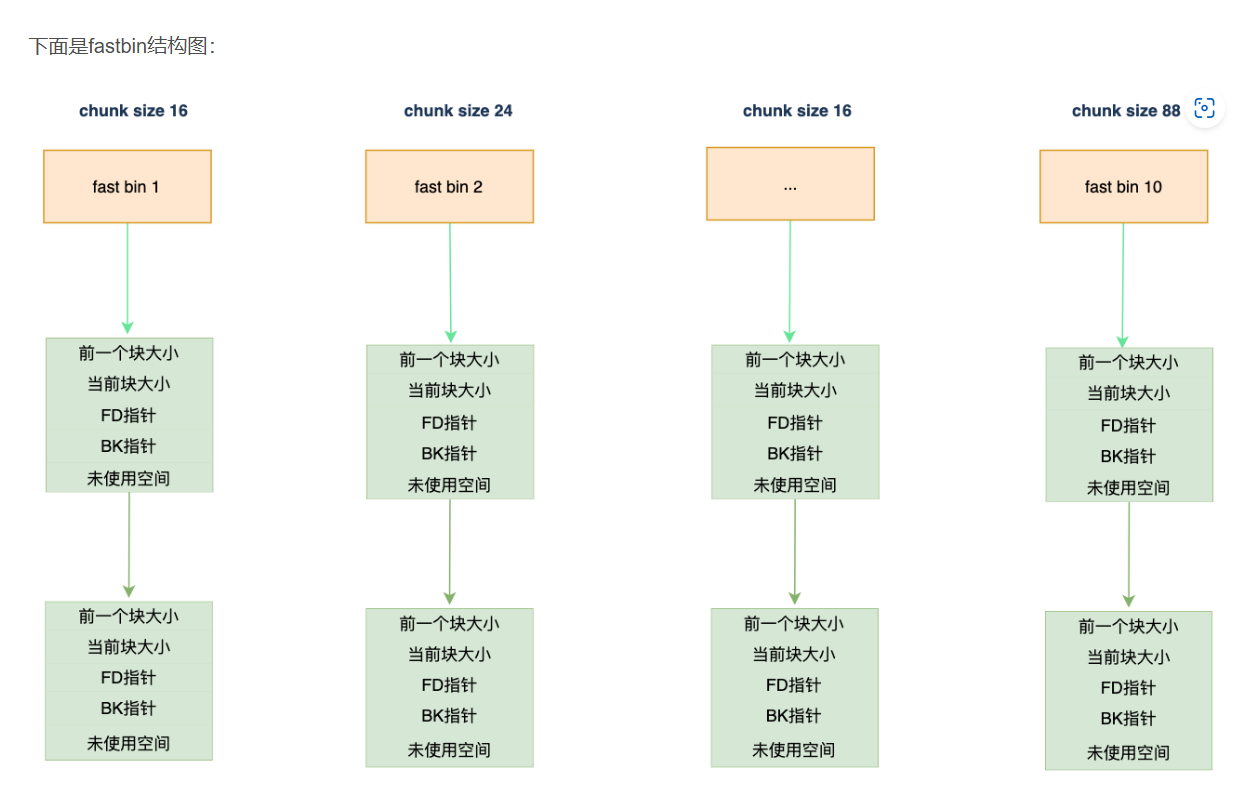 下面是fastbin结构图：
chunk size 16
chunk size 24
chunk size 16
chunk size 88
fast bin 1
fast bin 2
...
fast bin 10
前一个块大小
当前块大小
FD指针
BK指针
未使用空间
前一个块大小
当前块大小
FD指针
BK指针
未使用空间
前一个块大小
当前块大小
FD指针
BK指针
未使用空间
前一个块大小
当前块大小
FD指针
BK指针
未使用空间
前一个块大小
当前块大小
FD指针
BK指针
未使用空间
前一个块大小
当前块大小
FD指针
BK指针
未使用空间
前一个块大小
当前块大小
FD指针
BK指针
未使用空间
前一个块大小
当前块大小
FD指针
BK指针
未使用空间